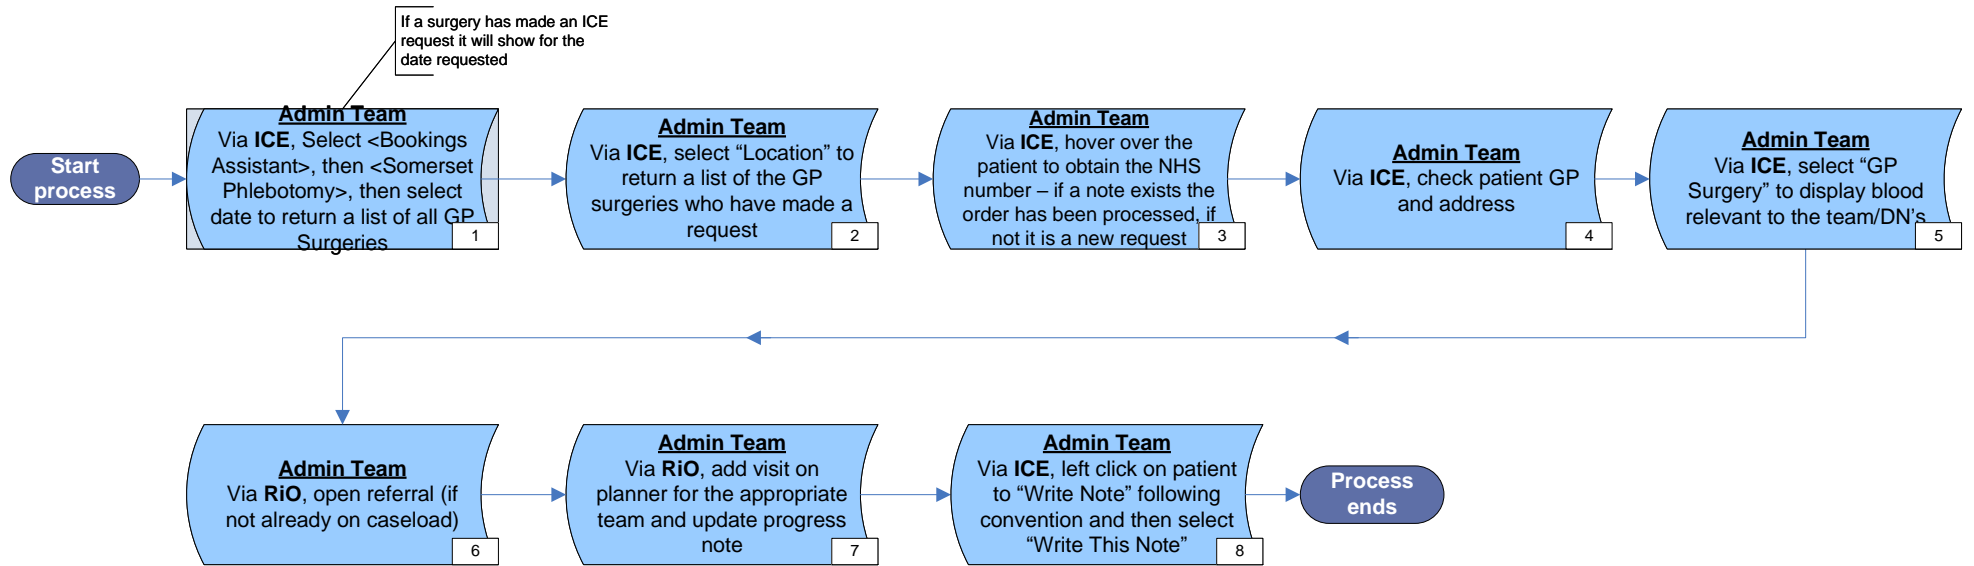 If a surgery has made an ICE
request it will show for the
date requested
Start
process
Admin Team
Via ICE, Select <Bookings
Assistant>, then <Somerset
Phlebotomy>, then select
date to return a list of all GP
Surgeries
1
Admin Team
Via ICE, select “Location” to
return a list of the GP
surgeries who have made a
request
2
Admin Team
Via ICE, hover over the
patient to obtain the NHS
number – if a note exists the
order has been processed, if
not it is a new request
3
Admin Team
Via ICE, check patient GP
and address
4
Admin Team
Via ICE, select “GP
Surgery” to display blood
relevant to the team/DN’s
5
Admin Team
Via RiO, open referral (if
not already on caseload)
6
Admin Team
Via RiO, add visit on
planner for the appropriate
team and update progress
note
7
Admin Team
Via ICE, left click on patient
to “Write Note” following
convention and then select
“Write This Note”
8
Process
ends